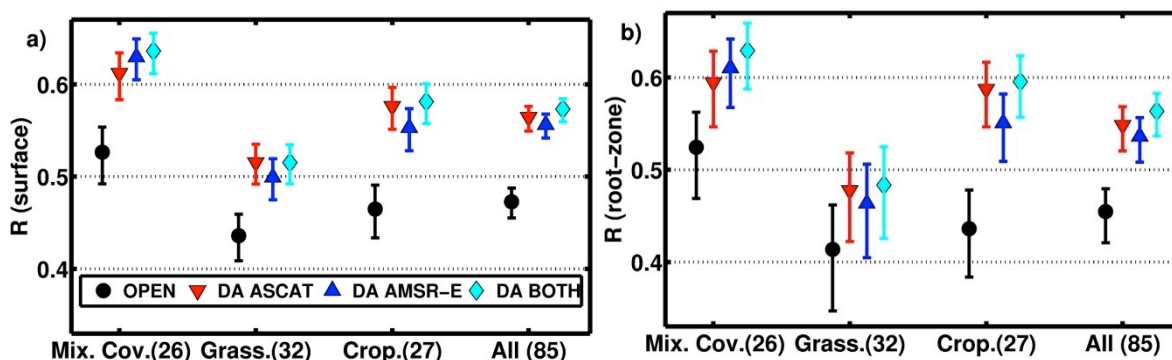 a)
R (surface)
0.6
0.5
0.4
OPEN DA ASCAT DA AMSR-E DA BOTH
Mix. Cov.(26) Grass.(32) Crop.(27) All (85)
b)
R (root-zone)
0.6
0.5
0.4
Mix. Cov.(26) Grass.(32) Crop.(27) All (85)